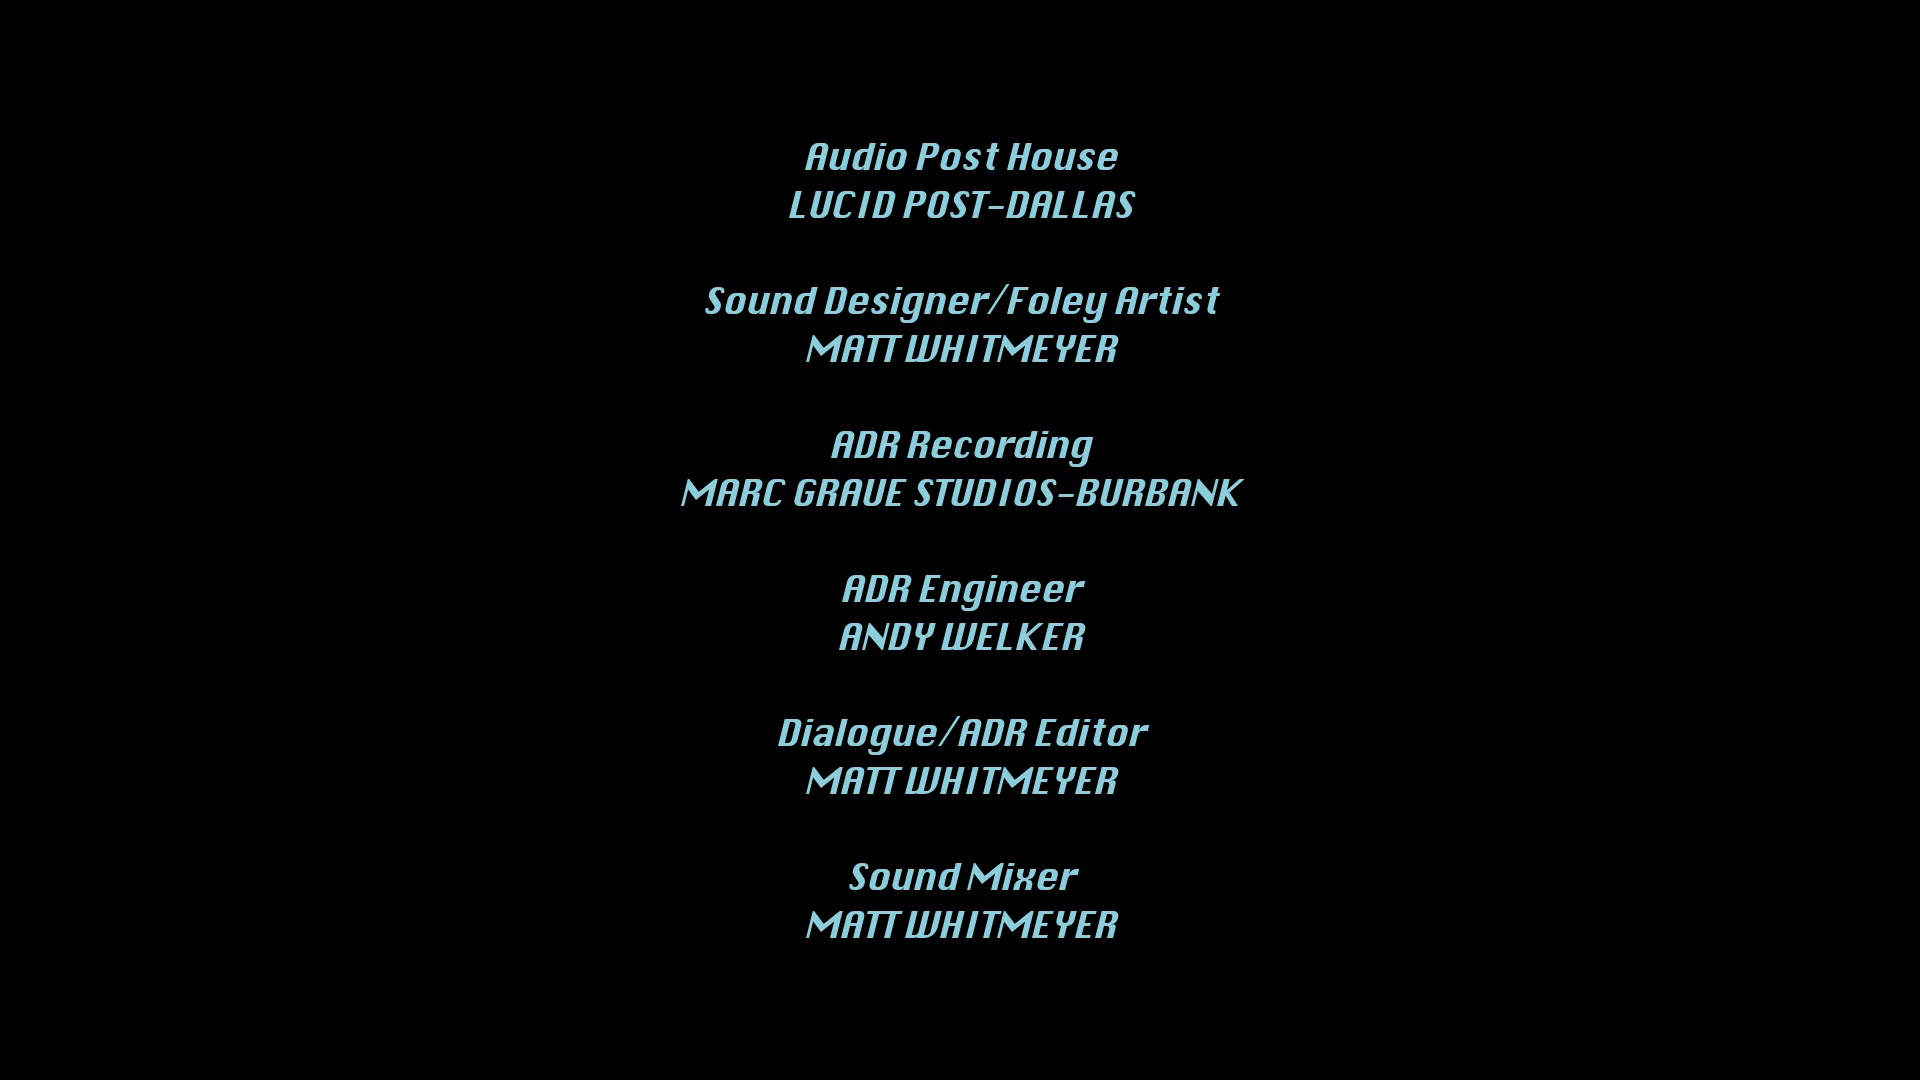 Audio Post House
LUCID POST-DALLAS
Sound Designer/Foley Artist
MATT WHITMEYER
ADR Recording
MARC GRAUE STUDIOS-BURBANK
ADR Engineer
ANDY WELKER
Dialogue/ADR Editor
MATT WHITMEYER
Sound Mixer
MATT WHITMEYER